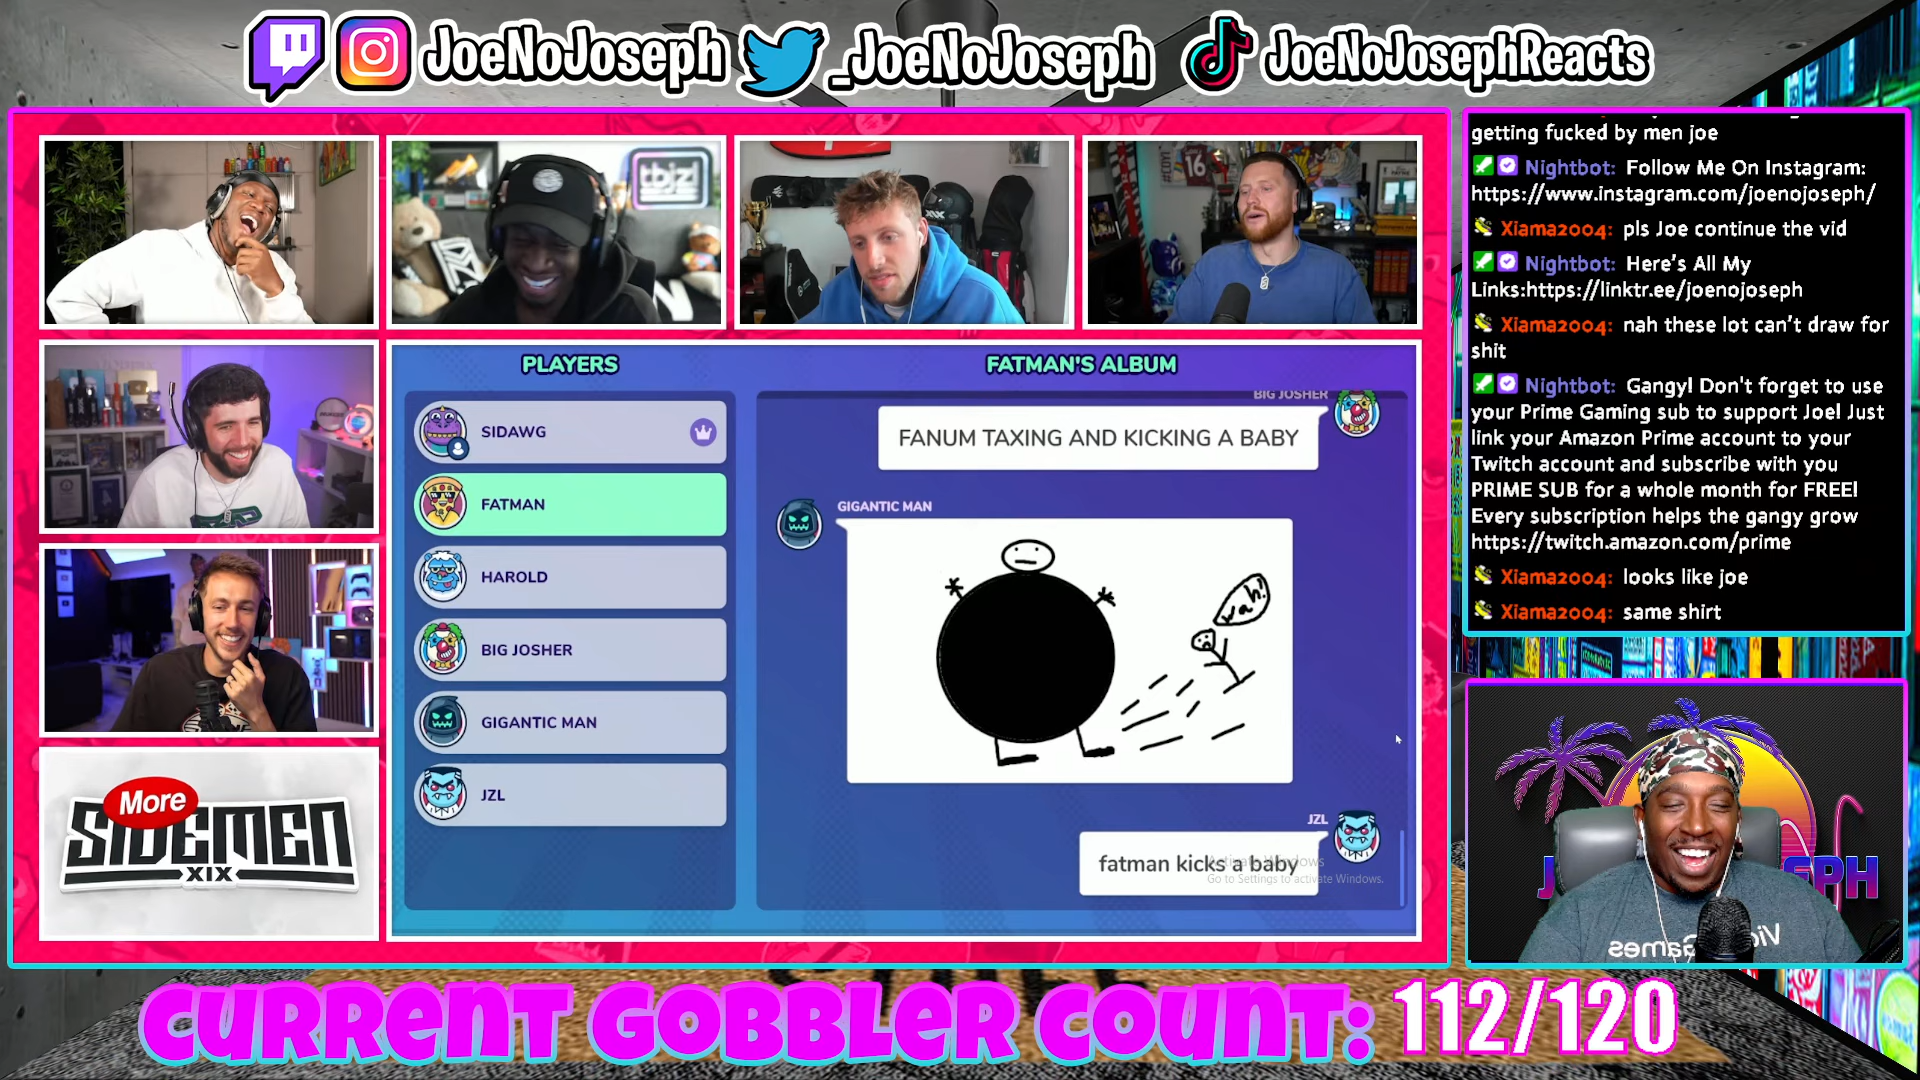 JoeNoJoseph
_JoeNoJoseph
JoeNoJosephReacts
getting fucked by men joe
Nightbot: Follow Me On Instagram:
https://www.instagram.com/joenojoseph/
Xiama2004: pls Joe continue the vid
Nightbot: Here's All My
Links:https://linktr.ee/joenojoseph
Xiama2004: nah these lot can't draw for
shit
Nightbot: Gangy! Don't forget to use
your Prime Gaming sub to support Joe! Just
link your Amazon Prime account to your
Twitch account and subscribe with you
PRIME SUB for a whole month for FREE!
Every subscription helps the gangy grow
https://twitch.amazon.com/prime
Xiama2004: looks like joe
Xiama2004: same shirt
tbjzl
16
PLAYERS
SIDAWG
FATMAN
HAROLD
BIG JOSHER
GIGANTIC MAN
JZL
FATMAN'S ALBUM
BIG JOSHER
FANUM TAXING AND KICKING A BABY
GIGANTIC MAN
wah!
JZL
fatman kicks a baby
Activate Windows
Go to Settings to activate Windows.
More
SIDEMEN
XIX
J
EPH
Games
CURRENT GOBBLER COUNT: 112/120